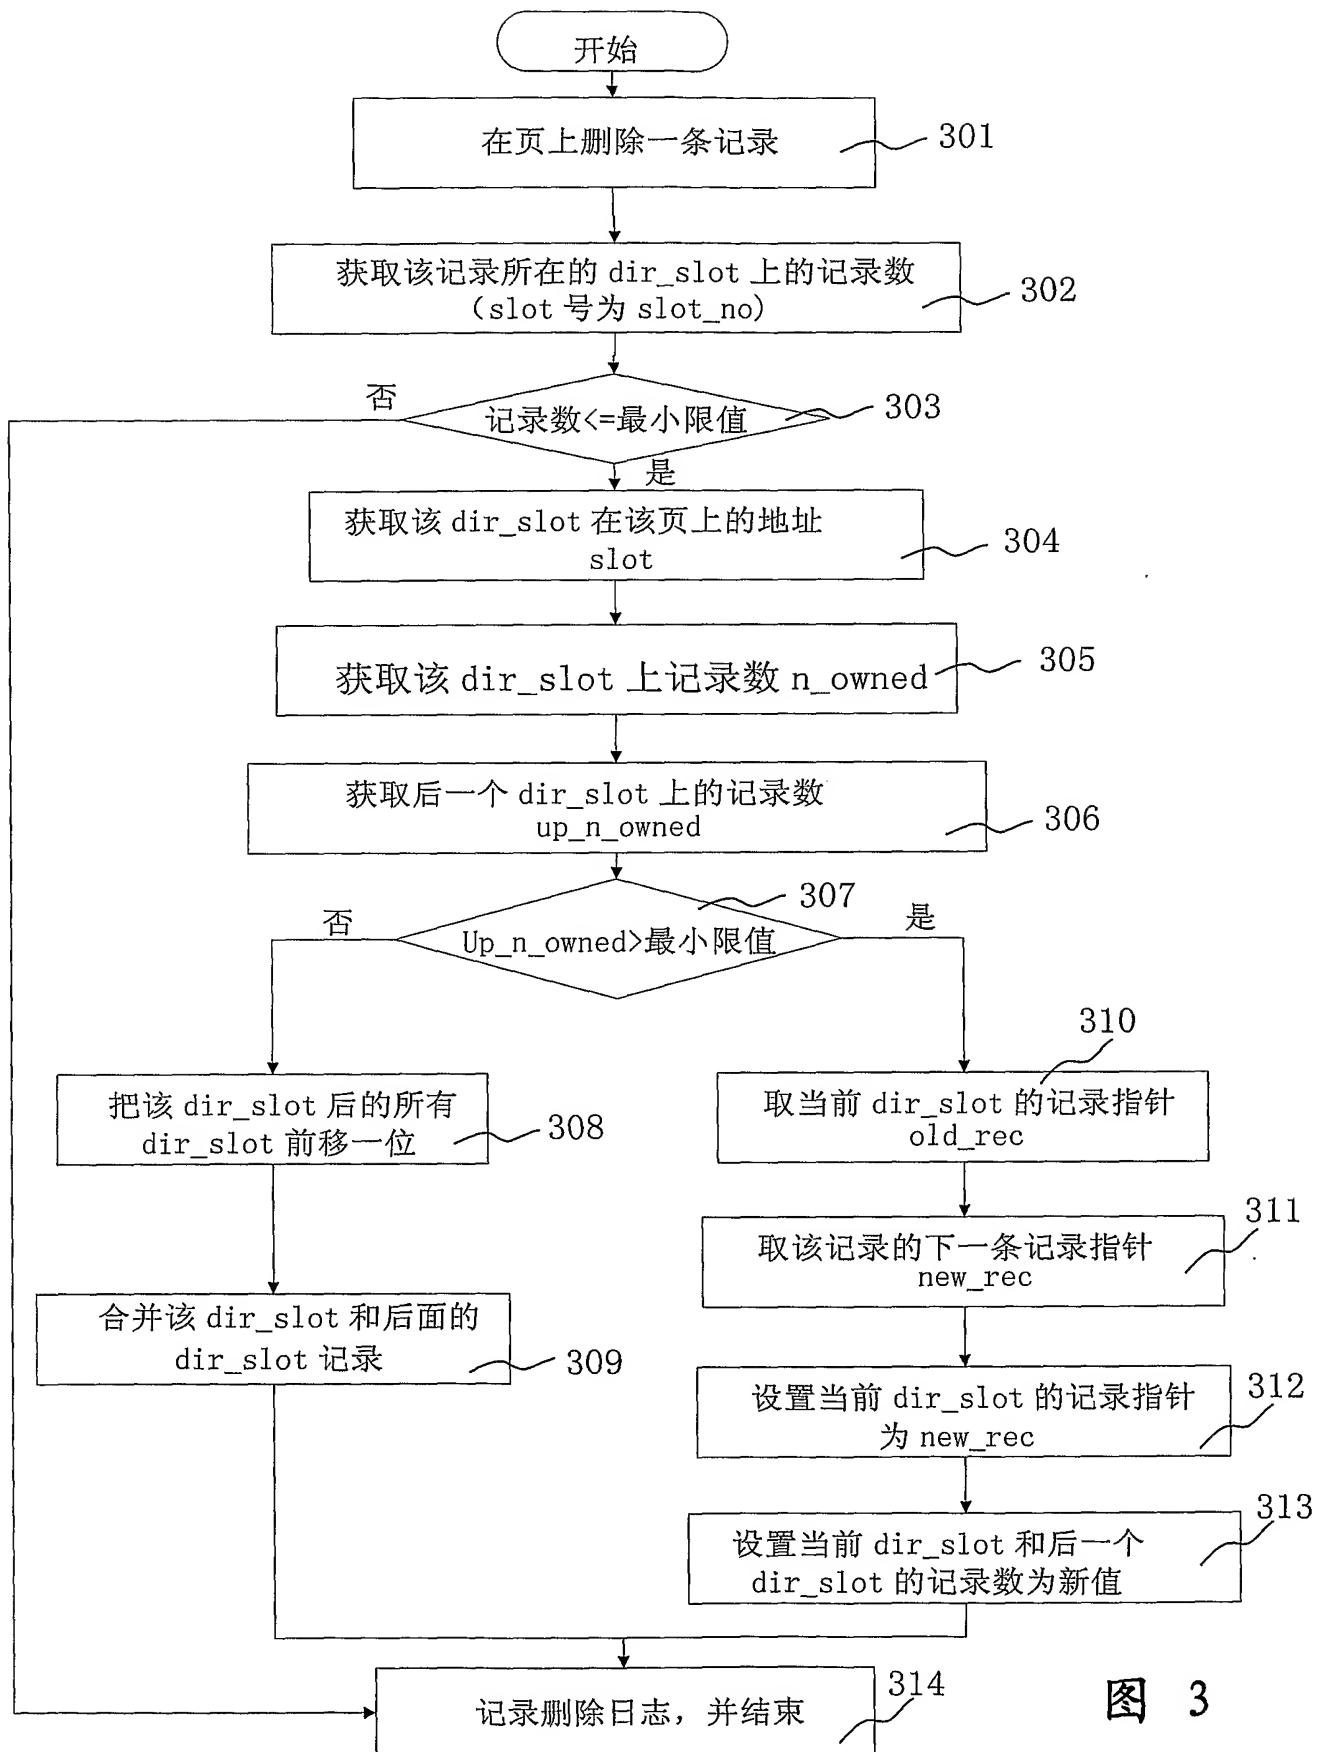 开始
在页上删除一条记录
301
获取该记录所在的 dir_slot 上的记录数
(slot 号为 slot_no)
302
否
记录数<=最小限值
303
是
获取该 dir_slot 在该页上的地址
slot
304
获取该 dir_slot 上记录数 n_owned
305
获取后一个 dir_slot 上的记录数
up_n_owned
306
307
否
Up_n_owned>最小限值
是
把该 dir_slot 后的所有
dir_slot 前移一位
308
合并该 dir_slot 和后面的
dir_slot 记录
309
310
取当前 dir_slot 的记录指针
old_rec
311
取该记录的下一条记录指针
new_rec
312
设置当前 dir_slot 的记录指针
为 new_rec
313
设置当前 dir_slot 和后一个
dir_slot 的记录数为新值
记录删除日志，并结束
314
图 3